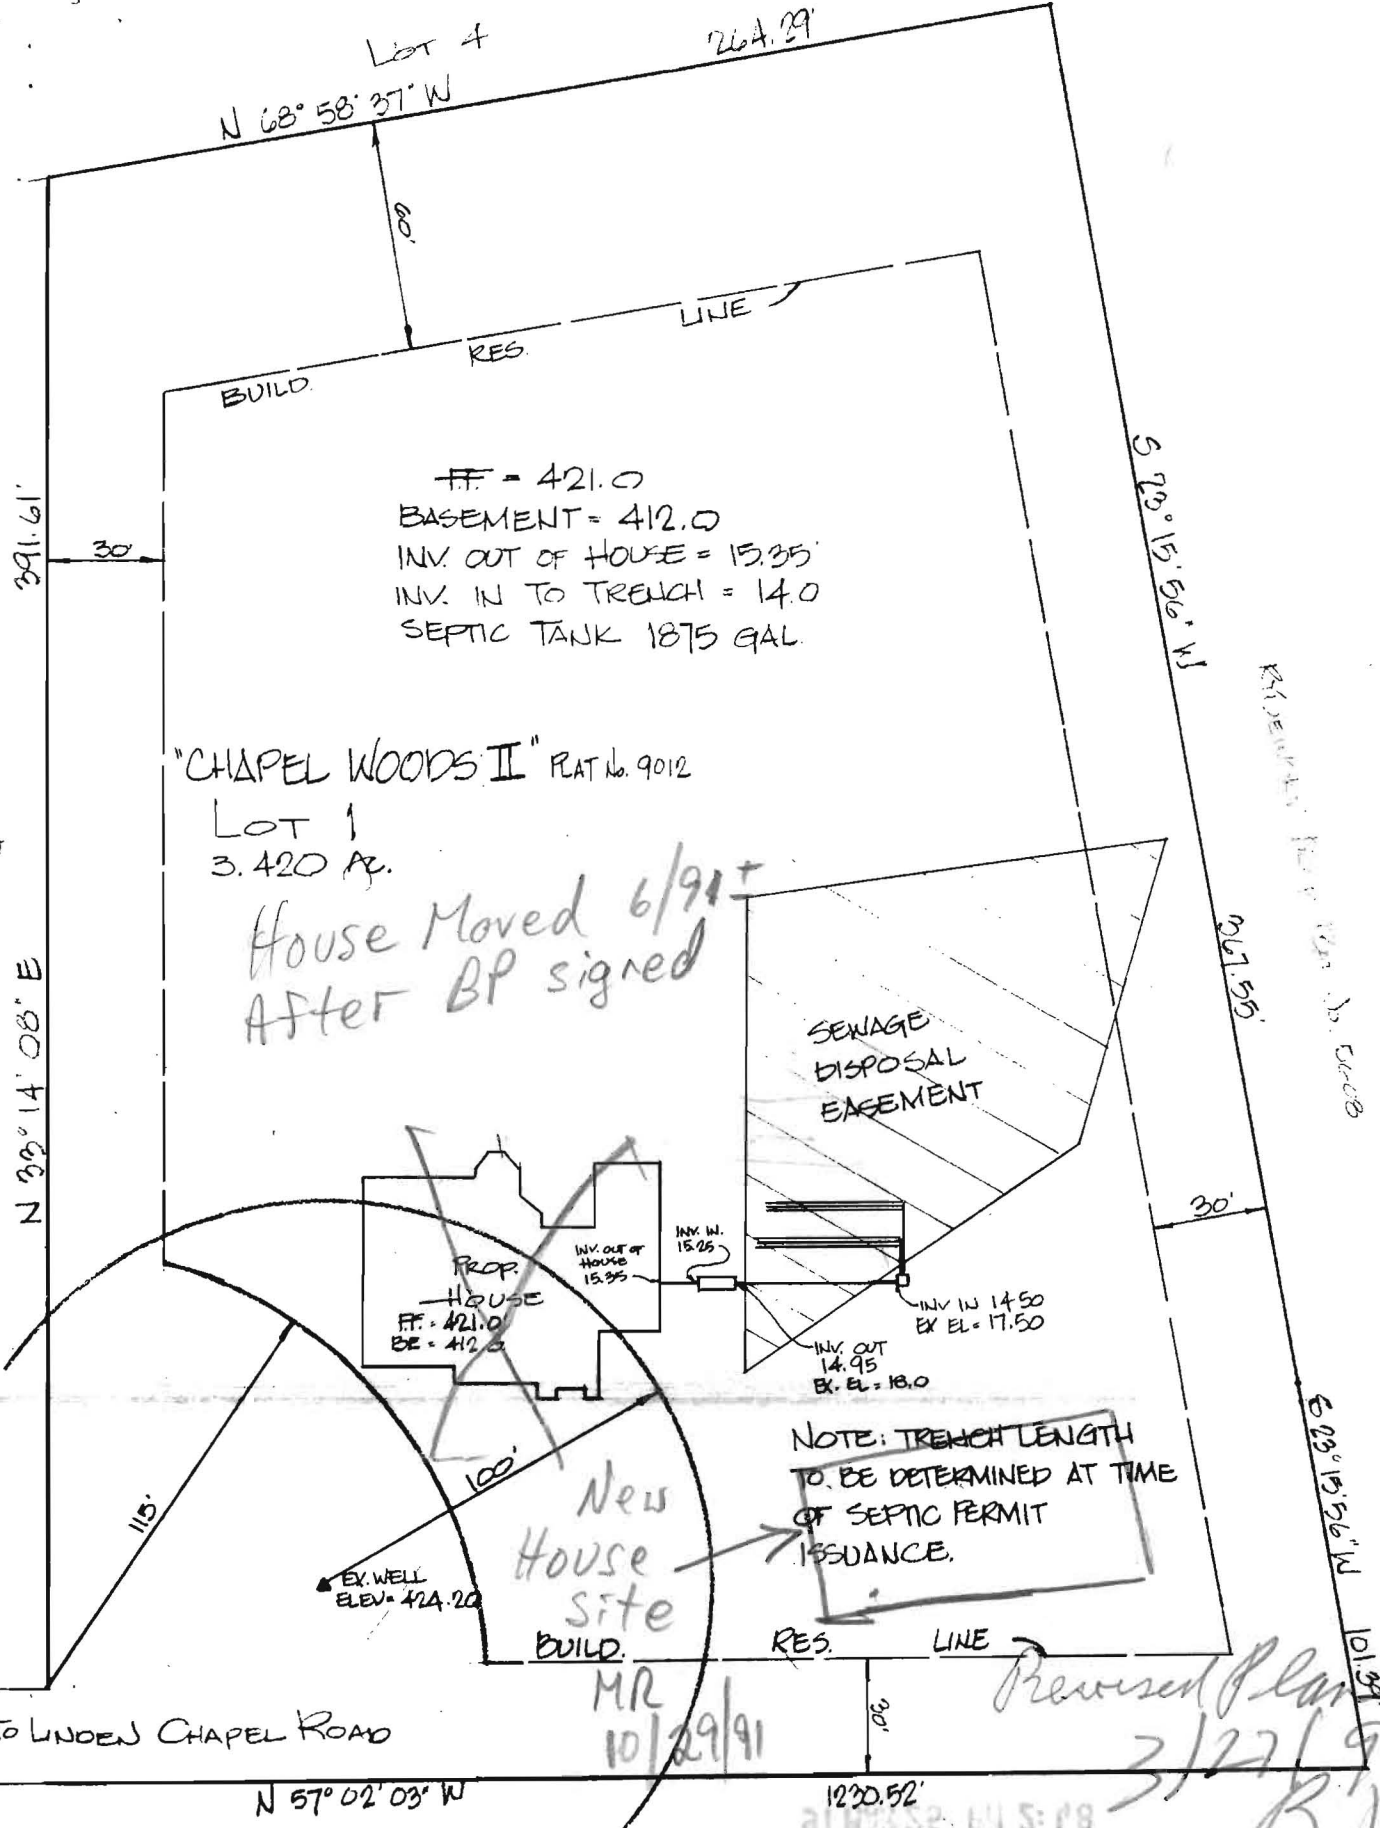 Lot 4
264.29'
N 68° 58' 37" W
60'
BUILD.
RES.
LINE
FF = 421.0
BASEMENT = 412.0
INV. OUT OF HOUSE = 15.35'
INV. IN TO TRENCH = 14.0
SEPTIC TANK 1875 GAL.
391.61'
30'
S 23° 15' 56" W
"CHAPEL WOODS II" PLAT No. 9012
LOT 1
3.420 Ac.
House Moved 6/91±
After BP signed
N 33° 14' 08" E
367.55'
SEWAGE
DISPOSAL
EASEMENT
30'
PROP.
HOUSE
FF. = 421.0'
BE = 412.0
INV. OUT OF
HOUSE
15.35
INV. IN.
15.25
INV IN 14.50
EX EL = 17.50
INV. OUT
14.95
EX. EL = 18.0
NOTE: TRENCH LENGTH
TO BE DETERMINED AT TIME
OF SEPTIC PERMIT
ISSUANCE.
S 23° 15' 56" W
101.39
115'
100'
EX. WELL
ELEV = 424.20
New
House
site
BUILD.
RES.
LINE
MR
10/29/91
30'
Revised Plan
3/27/9
TO LINDEN CHAPEL ROAD
N 57° 02' 03" W
1230.52'